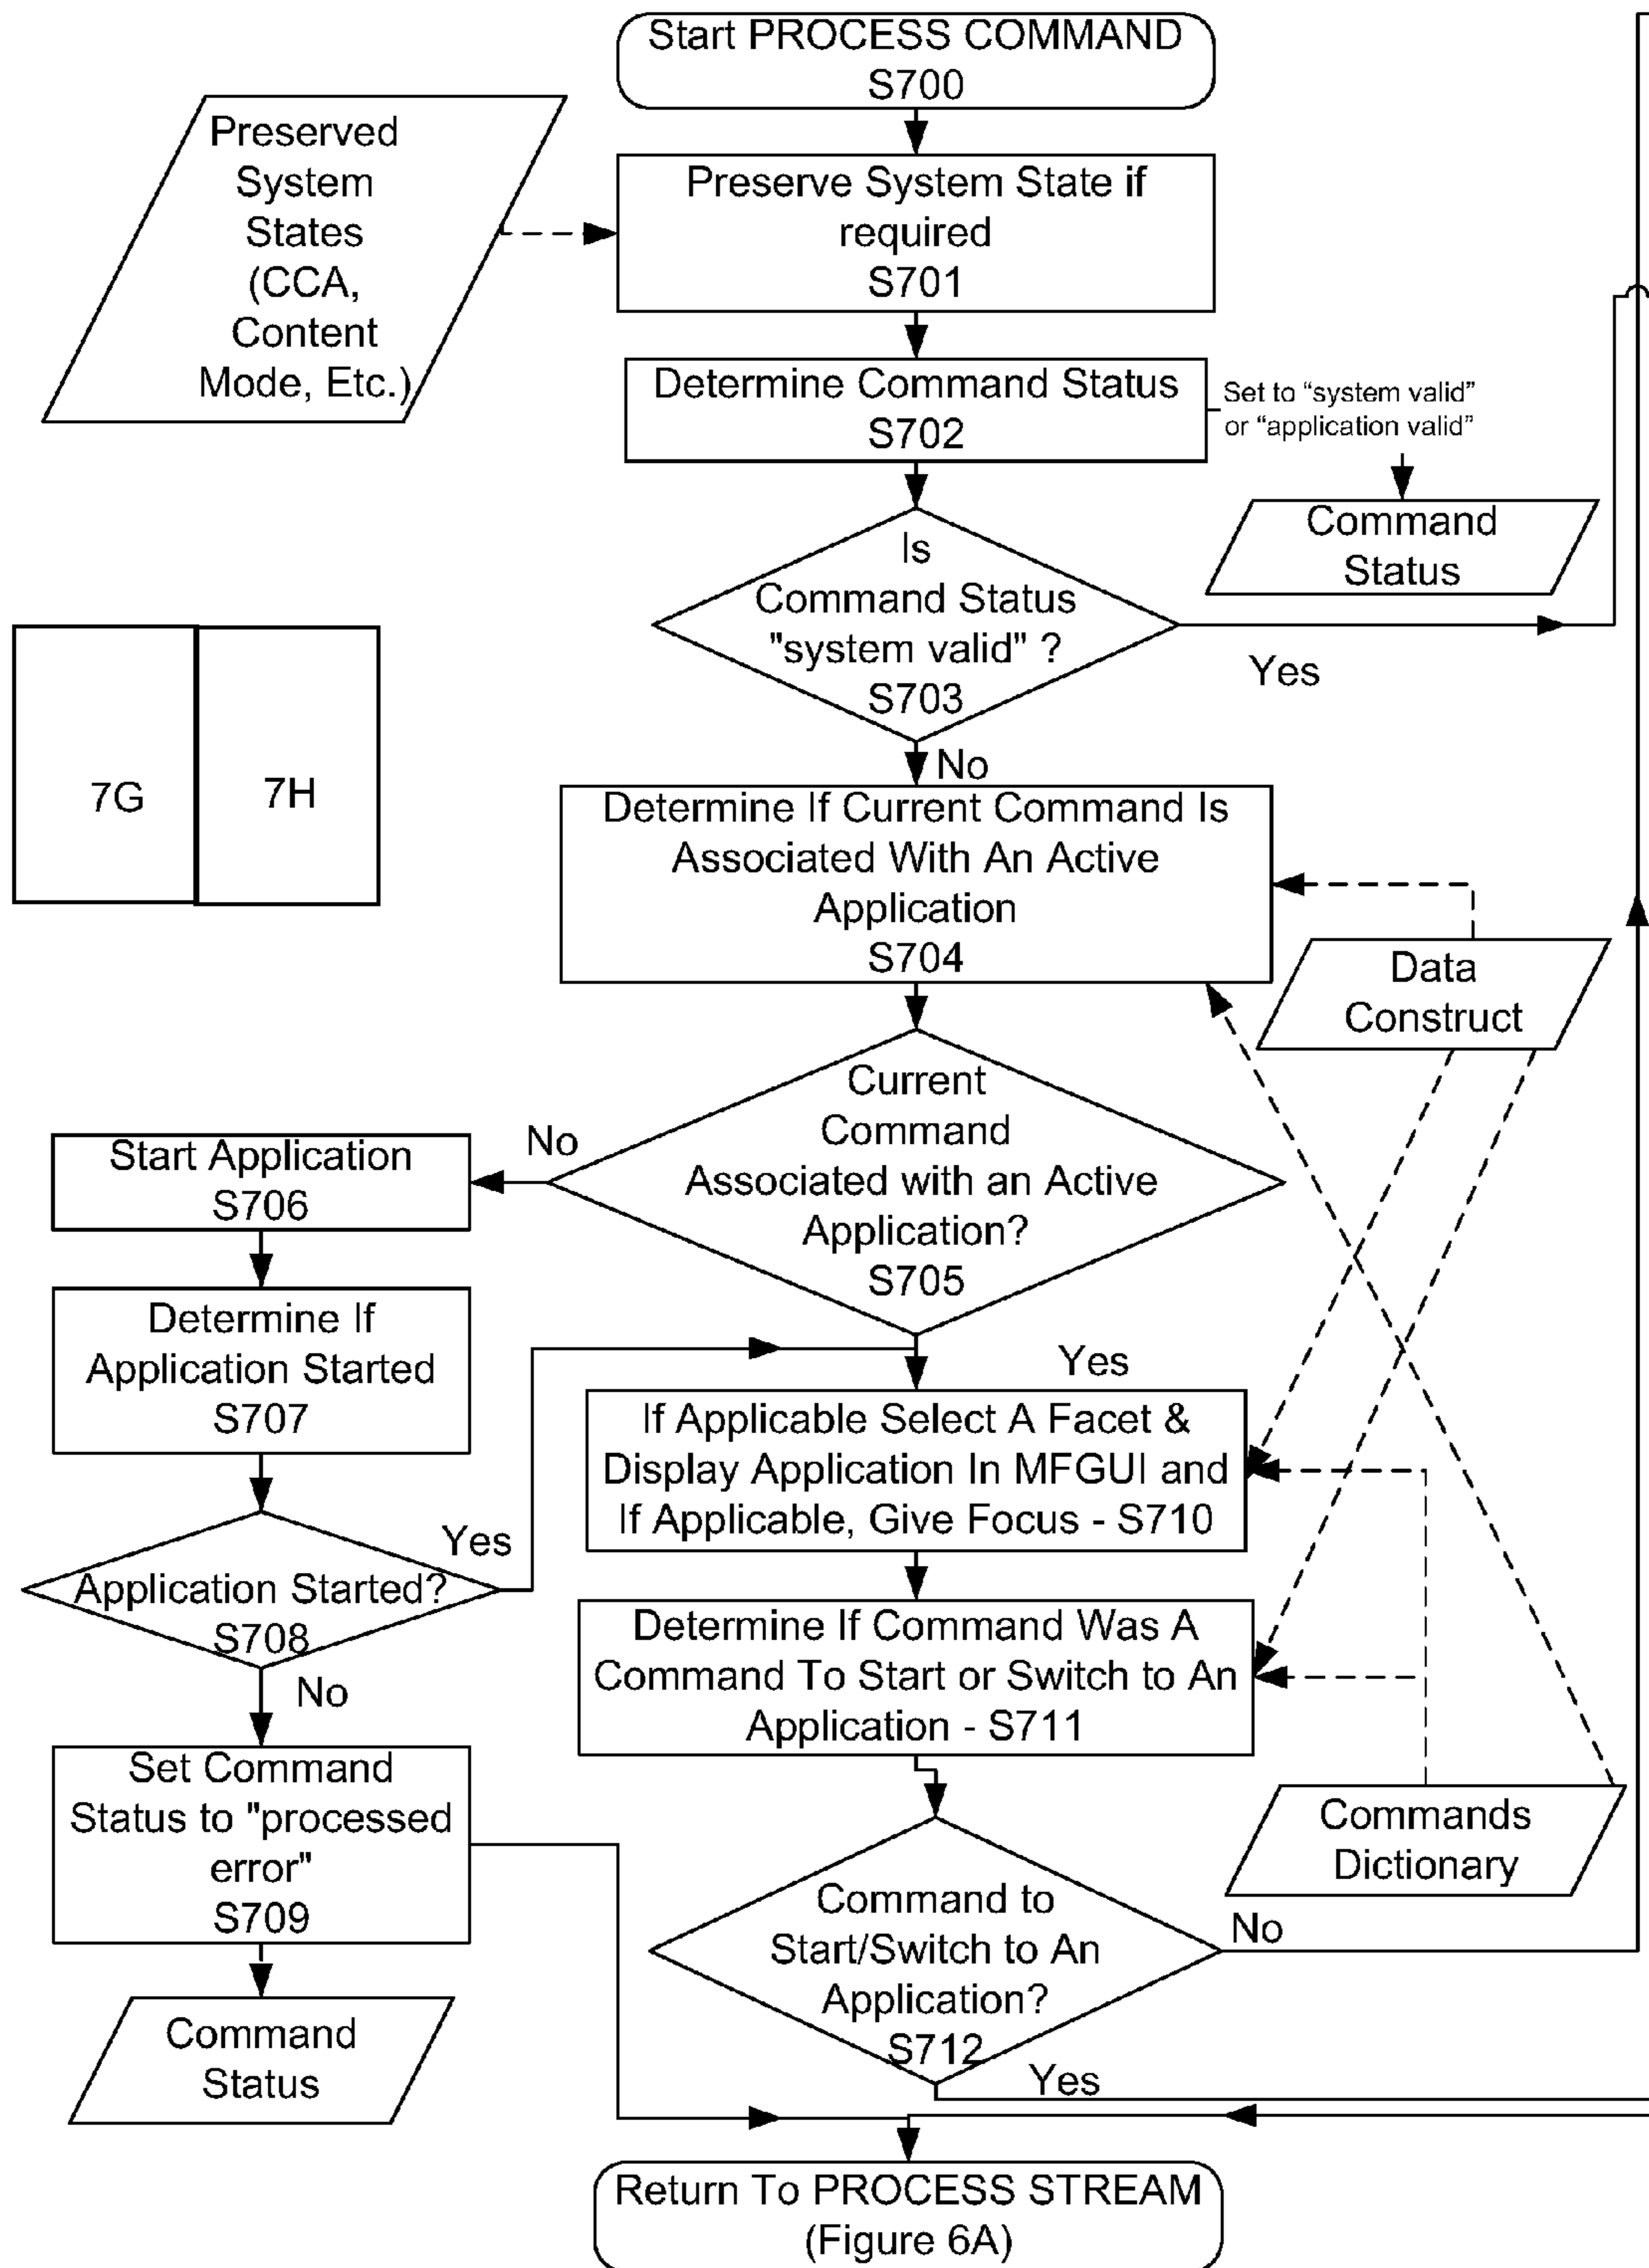 Start PROCESS COMMAND
S700
Preserved
System
States
(CCA,
Content
Mode, Etc.)
Preserve System State if
required
S701
Determine Command Status
S702
Set to “system valid”
or “application valid”
Command
Status
Is
Command Status
"system valid" ?
S703
Yes
No
7G
7H
Determine If Current Command Is
Associated With An Active
Application
S704
Data
Construct
Current
Command
Associated with an Active
Application?
S705
No
Start Application
S706
Determine If
Application Started
S707
Yes
If Applicable Select A Facet &
Display Application In MFGUI and
If Applicable, Give Focus - S710
Application Started?
S708
Yes
No
Determine If Command Was A
Command To Start or Switch to An
Application - S711
Set Command
Status to "processed
error"
S709
Commands
Dictionary
Command to
Start/Switch to An
Application?
S712
No
Yes
Command
Status
Return To PROCESS STREAM
(Figure 6A)